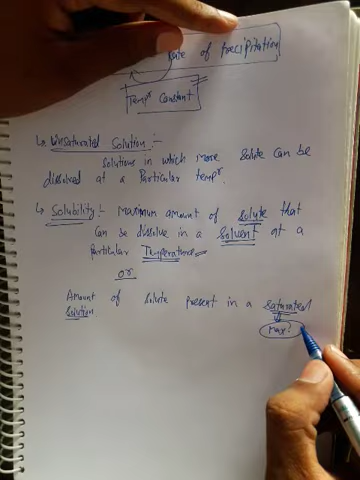 Rate of Precipitation
Tempr Constant
↳ Unsaturated Solution :-
Solutions in which more Solute can be
dissolved at a Particular tempr.
↳ Solubility :- Maximum amount of solute that
can be dissolve in a Solvent at a
particular Temperature
or
Amount of Solute present in a saturated
Solution.
Max?